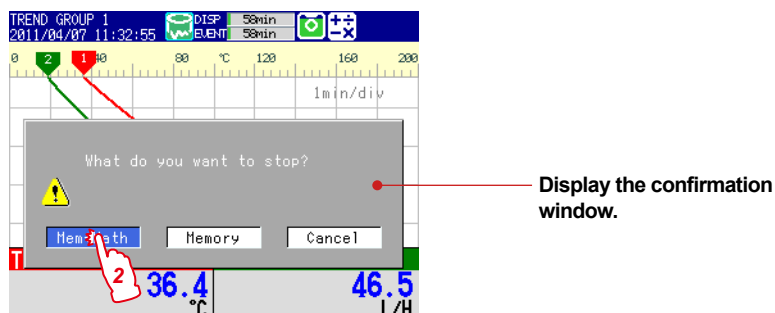 TREND GROUP 1
2011/04/07 11:32:55
DISP 58min
EVENT 58min
0 2 1 40 80 °C 120 160 200
1min/div
What do you want to stop?
Mem+Math Memory Cancel
2
T
36.4 46.5
°C L/H
Display the confirmation
window.